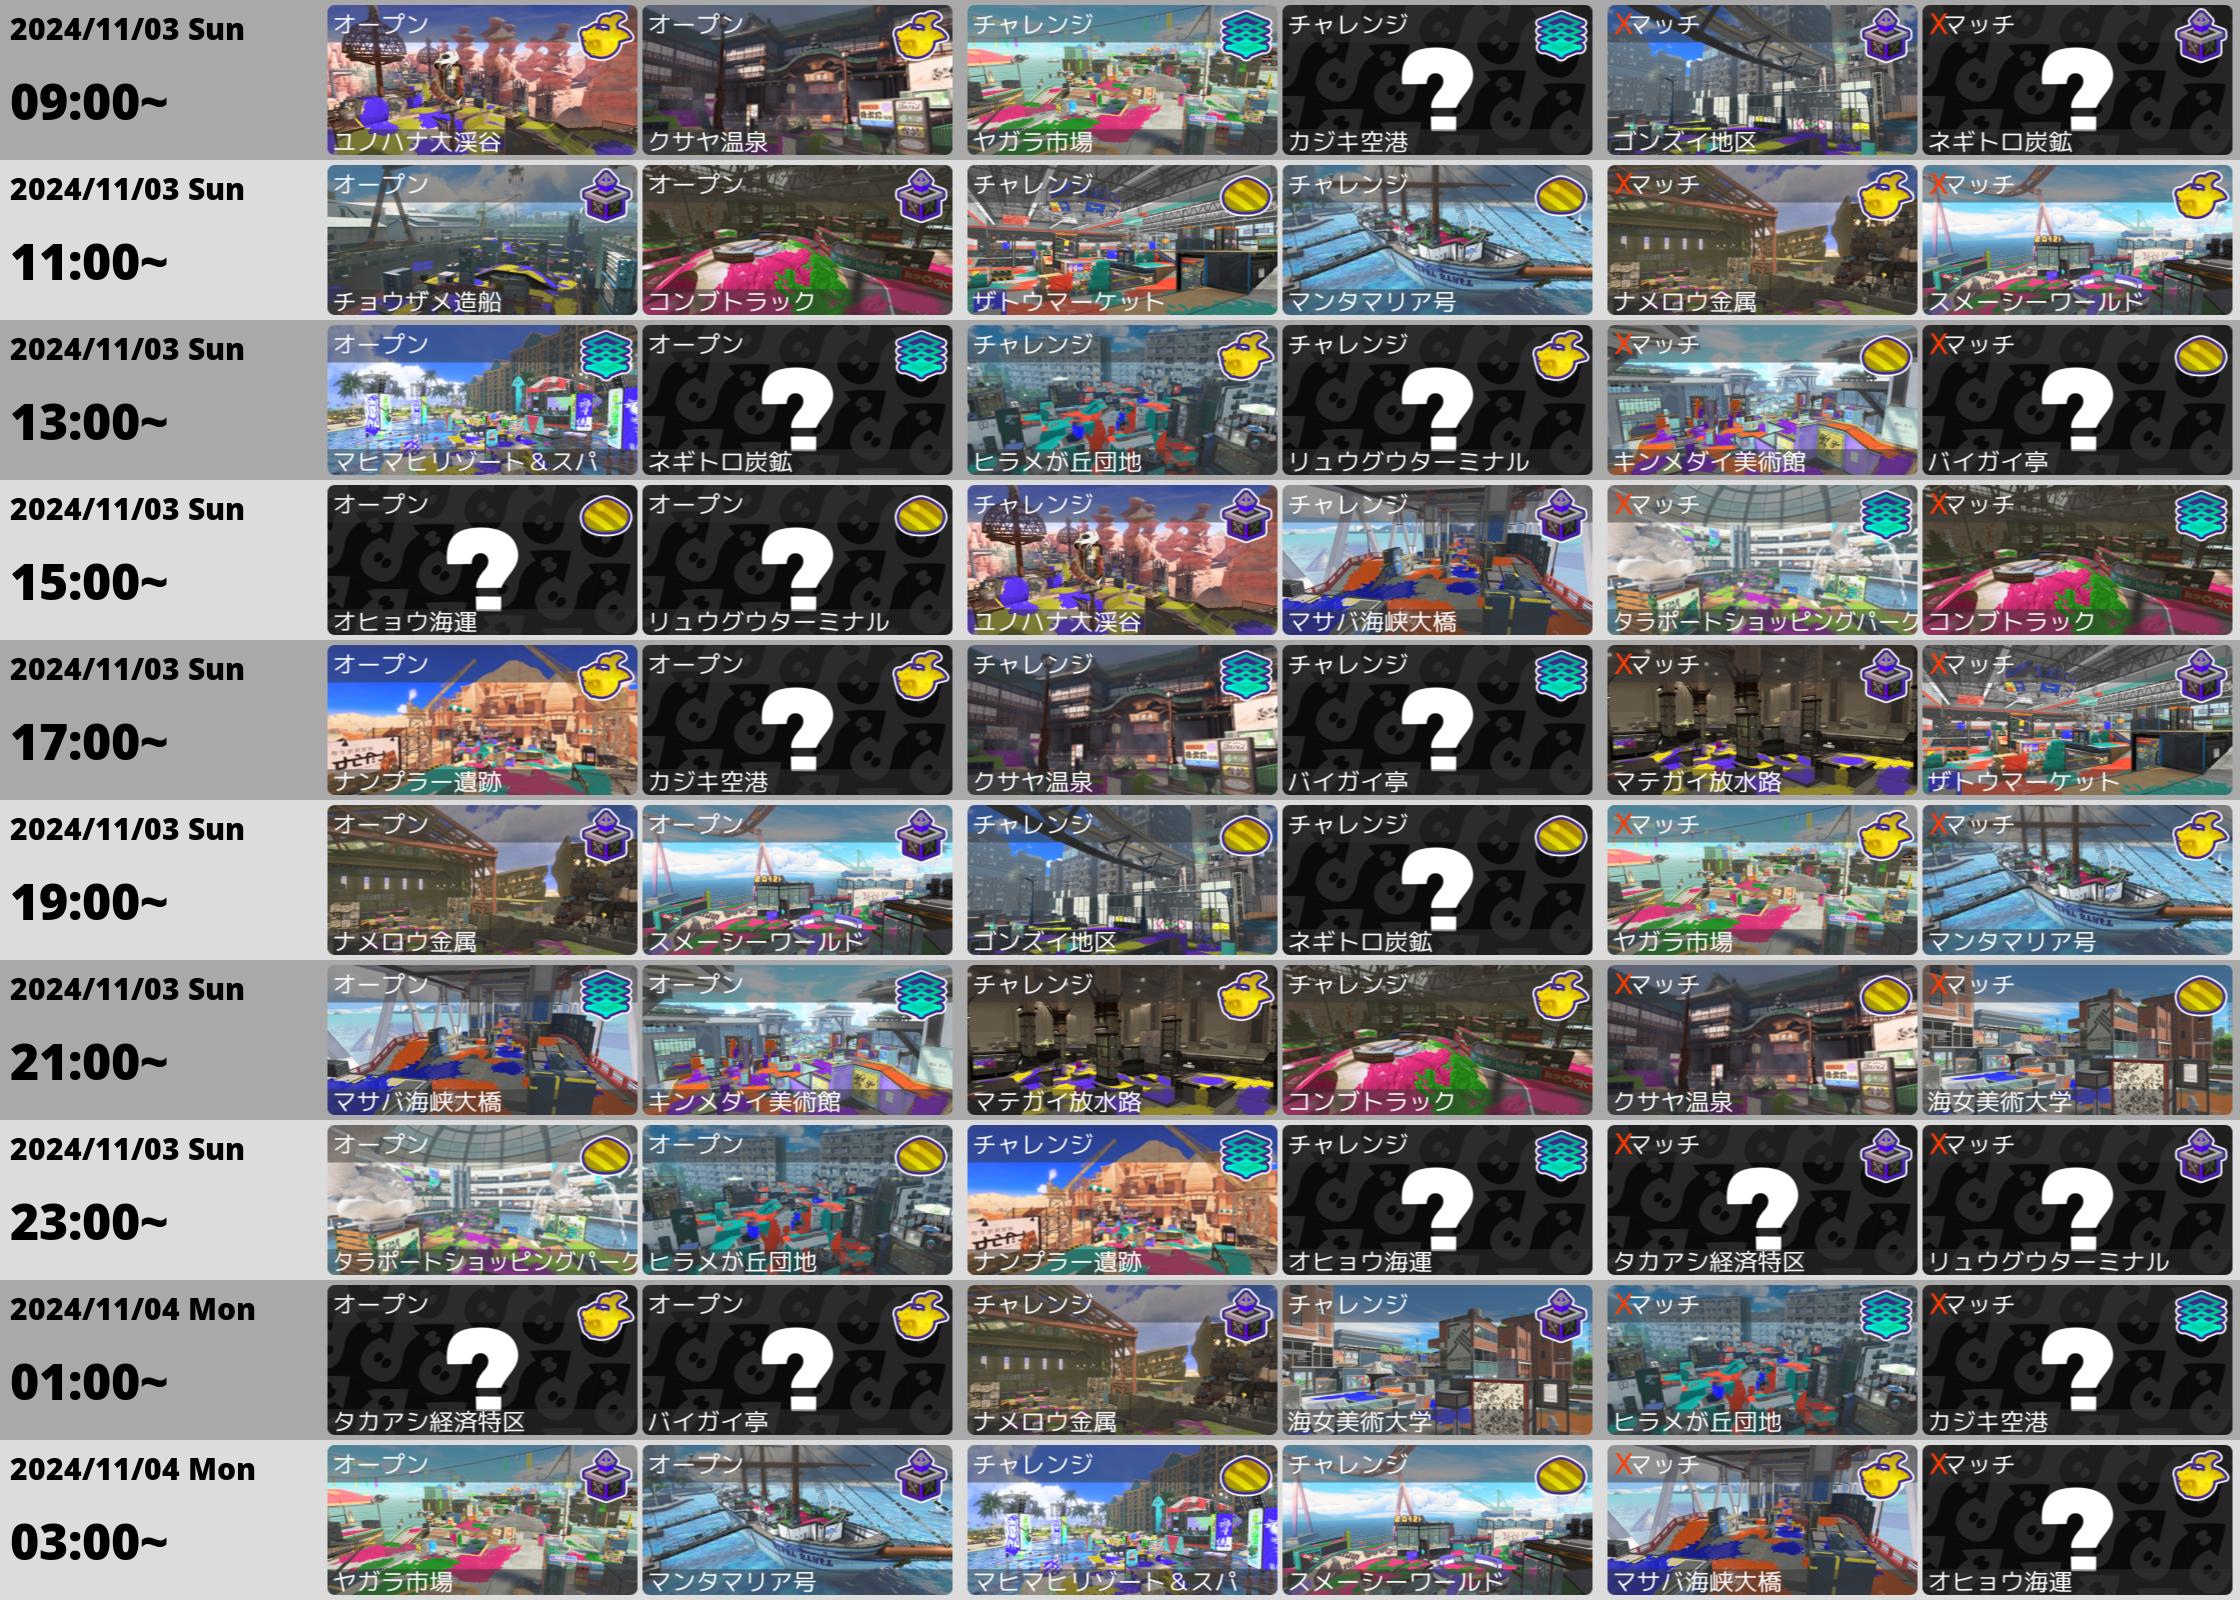 2024/11/03 Sun
09:00~
オープン
ユノハナ大渓谷
オープン
クサヤ温泉
チャレンジ
ヤガラ市場
チャレンジ
?
カジキ空港
Xマッチ
ゴンズイ地区
Xマッチ
?
ネギトロ炭鉱
2024/11/03 Sun
11:00~
オープン
チョウザメ造船
オープン
コンブトラック
チャレンジ
ザトウマーケット
チャレンジ
マンタマリア号
Xマッチ
ナメロウ金属
Xマッチ
スメーシーワールド
2024/11/03 Sun
13:00~
オープン
マヒマヒリゾート＆スパ
オープン
?
ネギトロ炭鉱
チャレンジ
ヒラメが丘団地
チャレンジ
?
リュウグウターミナル
Xマッチ
キンメダイ美術館
Xマッチ
?
バイガイ亭
2024/11/03 Sun
15:00~
オープン
?
オヒョウ海運
オープン
?
リュウグウターミナル
チャレンジ
ユノハナ大渓谷
チャレンジ
マサバ海峡大橋
Xマッチ
タラポートショッピングパーク
Xマッチ
コンブトラック
2024/11/03 Sun
17:00~
オープン
ナンプラー遺跡
オープン
?
カジキ空港
チャレンジ
クサヤ温泉
チャレンジ
?
バイガイ亭
Xマッチ
マテガイ放水路
Xマッチ
ザトウマーケット
2024/11/03 Sun
19:00~
オープン
ナメロウ金属
オープン
スメーシーワールド
チャレンジ
ゴンズイ地区
チャレンジ
?
ネギトロ炭鉱
Xマッチ
ヤガラ市場
Xマッチ
マンタマリア号
2024/11/03 Sun
21:00~
オープン
マサバ海峡大橋
オープン
キンメダイ美術館
チャレンジ
マテガイ放水路
チャレンジ
コンブトラック
Xマッチ
クサヤ温泉
Xマッチ
海女美術大学
2024/11/03 Sun
23:00~
オープン
タラポートショッピングパーク
オープン
ヒラメが丘団地
チャレンジ
ナンプラー遺跡
チャレンジ
?
オヒョウ海運
Xマッチ
?
タカアシ経済特区
Xマッチ
?
リュウグウターミナル
2024/11/04 Mon
01:00~
オープン
?
タカアシ経済特区
オープン
?
バイガイ亭
チャレンジ
ナメロウ金属
チャレンジ
海女美術大学
Xマッチ
ヒラメが丘団地
Xマッチ
?
カジキ空港
2024/11/04 Mon
03:00~
オープン
ヤガラ市場
オープン
マンタマリア号
チャレンジ
マヒマヒリゾート＆スパ
チャレンジ
スメーシーワールド
Xマッチ
マサバ海峡大橋
Xマッチ
?
オヒョウ海運